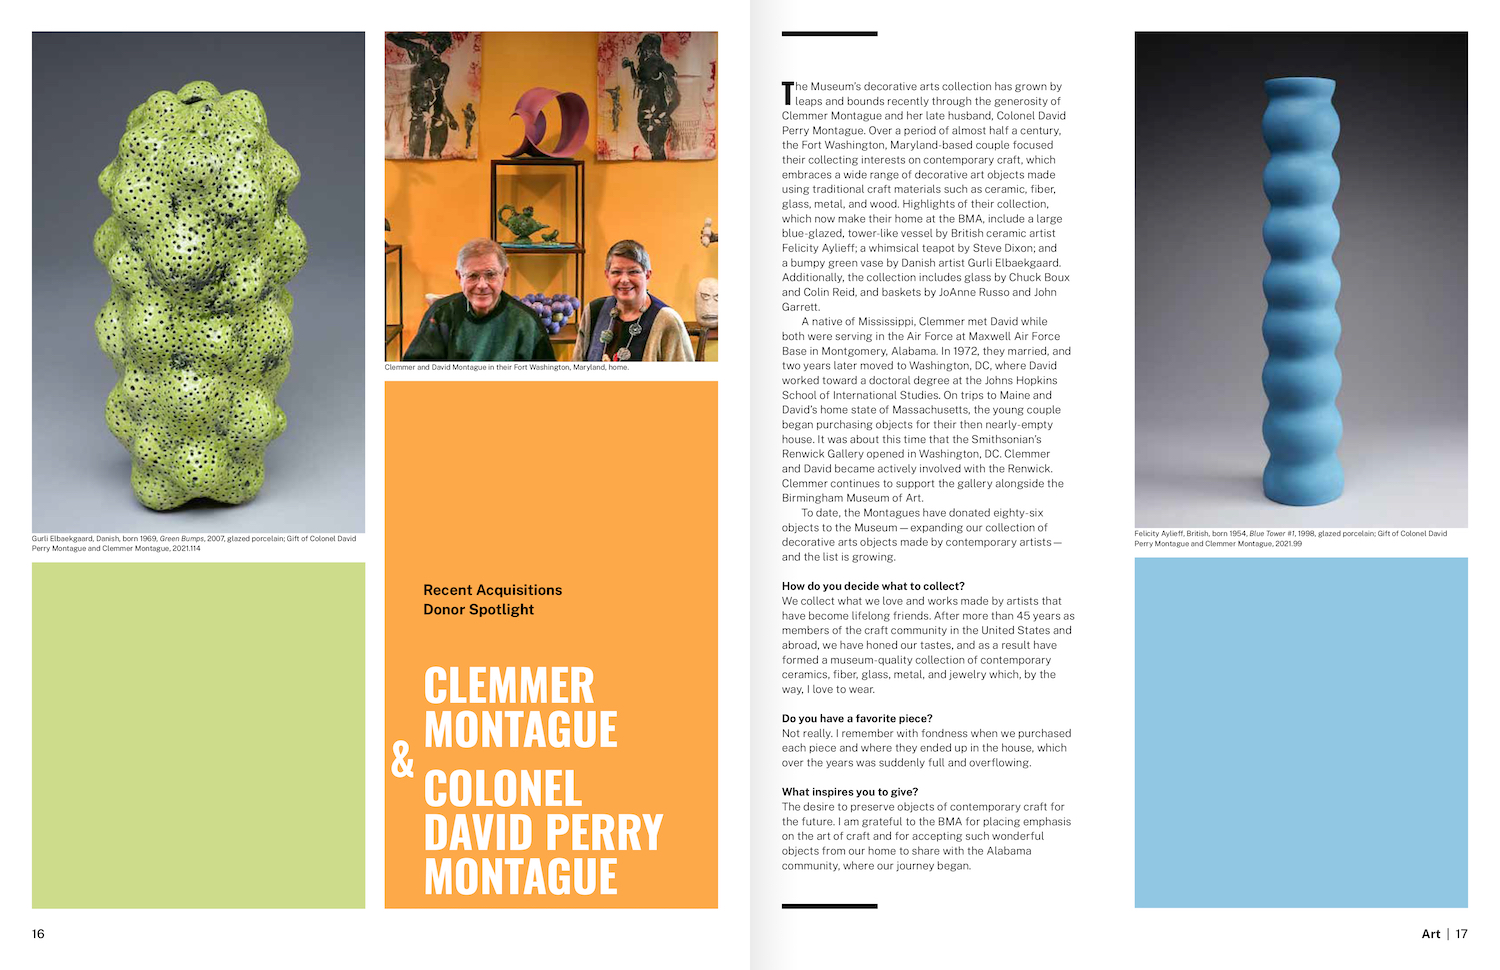 Gurli Elbaekgaard, Danish, born 1969, Green Bumps, 2007, glazed porcelain; Gift of Colonel David
Perry Montague and Clemmer Montague, 2021.114
Clemmer and David Montague in their Fort Washington, Maryland, home.
Recent Acquisitions
Donor Spotlight
CLEMMER
MONTAGUE
&
COLONEL
DAVID PERRY
MONTAGUE
16
The Museum's decorative arts collection has grown by
leaps and bounds recently through the generosity of
Clemmer Montague and her late husband, Colonel David
Perry Montague. Over a period of almost half a century,
the Fort Washington, Maryland-based couple focused
their collecting interests on contemporary craft, which
embraces a wide range of decorative art objects made
using traditional craft materials such as ceramic, fiber,
glass, metal, and wood. Highlights of their collection,
which now make their home at the BMA, include a large
blue-glazed, tower-like vessel by British ceramic artist
Felicity Aylieff; a whimsical teapot by Steve Dixon; and
a bumpy green vase by Danish artist Gurli Elbaekgaard.
Additionally, the collection includes glass by Chuck Boux
and Colin Reid, and baskets by JoAnne Russo and John
Garrett.
A native of Mississippi, Clemmer met David while
both were serving in the Air Force at Maxwell Air Force
Base in Montgomery, Alabama. In 1972, they married, and
two years later moved to Washington, DC, where David
worked toward a doctoral degree at the Johns Hopkins
School of International Studies. On trips to Maine and
David's home state of Massachusetts, the young couple
began purchasing objects for their then nearly-empty
house. It was about this time that the Smithsonian's
Renwick Gallery opened in Washington, DC. Clemmer
and David became actively involved with the Renwick.
Clemmer continues to support the gallery alongside the
Birmingham Museum of Art.
To date, the Montagues have donated eighty-six
objects to the Museum—expanding our collection of
decorative arts objects made by contemporary artists—
and the list is growing.
How do you decide what to collect?
We collect what we love and works made by artists that
have become lifelong friends. After more than 45 years as
members of the craft community in the United States and
abroad, we have honed our tastes, and as a result have
formed a museum-quality collection of contemporary
ceramics, fiber, glass, metal, and jewelry which, by the
way, I love to wear.
Do you have a favorite piece?
Not really. I remember with fondness when we purchased
each piece and where they ended up in the house, which
over the years was suddenly full and overflowing.
What inspires you to give?
The desire to preserve objects of contemporary craft for
the future. I am grateful to the BMA for placing emphasis
on the art of craft and for accepting such wonderful
objects from our home to share with the Alabama
community, where our journey began.
Felicity Aylieff, British, born 1954, Blue Tower #1, 1998, glazed porcelain; Gift of Colonel David
Perry Montague and Clemmer Montague, 2021.99
Art | 17